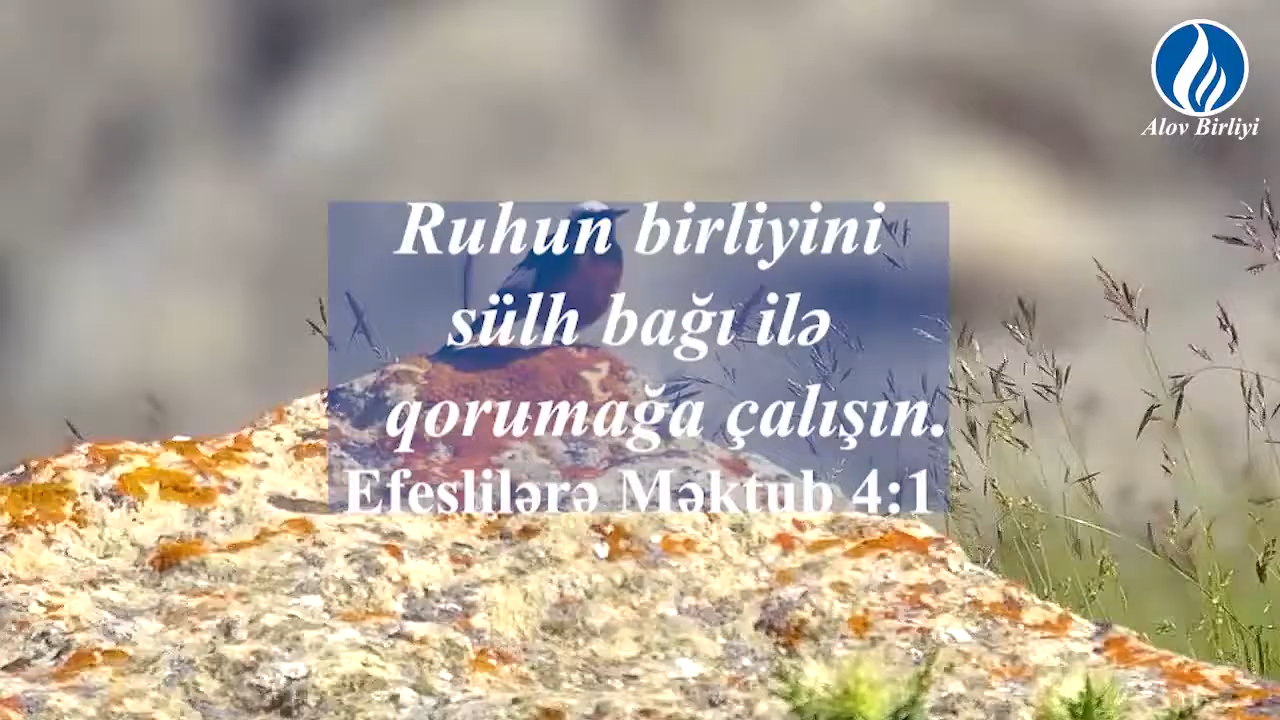 Alov Birliyi
Ruhun birliyini
sülh bağı ilə
qorumağa çalışın.
Efeslilərə Məktub 4:1